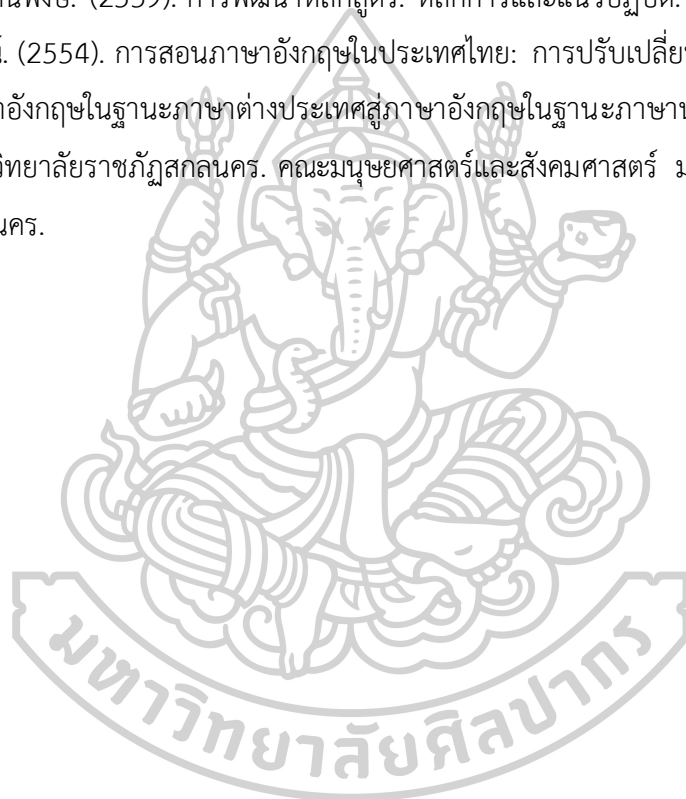 (2539). การพัฒนาหลักสูตร: หลักการและแนวปฏิบัติ.
(2554). การสอนภาษาอังกฤษในประเทศไทย: การปรับเปลี่ย
อังกฤษในฐานะภาษาต่างประเทศสู่ภาษาอังกฤษในฐานะภาษาน
วิทยาลัยราชภัฏสกลนคร. คณะมนุษยศาสตร์และสังคมศาสตร์ ม
นคร.
มหาวิทยาลัยศิลปากร